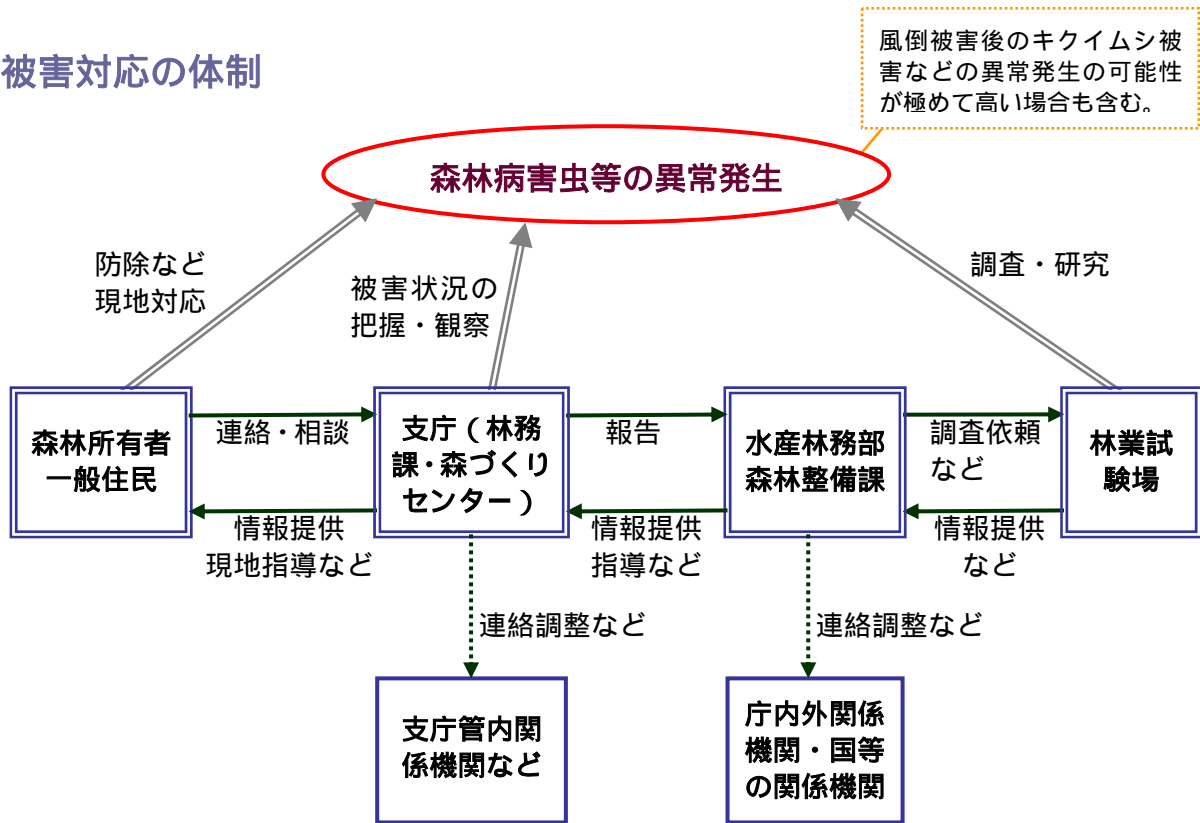 被害対応の体制
風倒被害後のキクイムシ被
害などの異常発生の可能性
が極めて高い場合も含む。
森林病害虫等の異常発生
防除など
現地対応
被害状況の
把握・観察
調査・研究
森林所有者
一般住民
連絡・相談
情報提供
現地指導など
支庁（林務
課・森づくり
センター）
報告
情報提供
指導など
水産林務部
森林整備課
調査依頼
など
情報提供
など
林業試
験場
連絡調整など
連絡調整など
支庁管内関
係機関など
庁内外関係
機関・国等
の関係機関